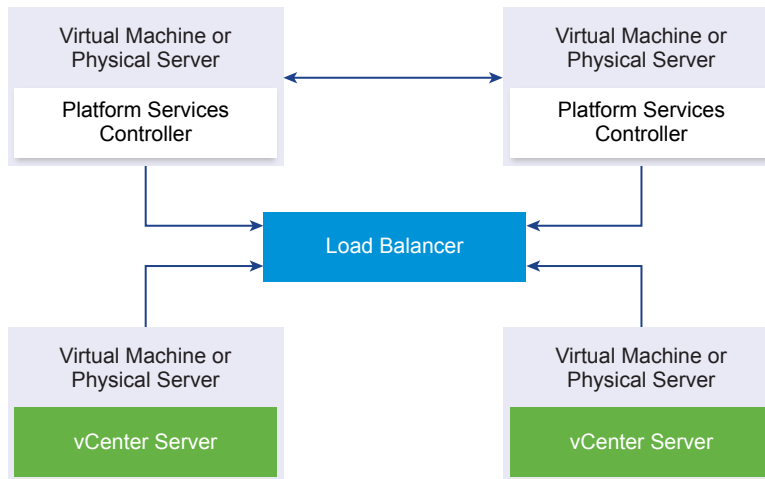 Virtual Machine or
Physical Server
Platform Services
Controller
Virtual Machine or
Physical Server
Platform Services
Controller
Load Balancer
Virtual Machine or
Physical Server
vCenter Server
Virtual Machine or
Physical Server
vCenter Server